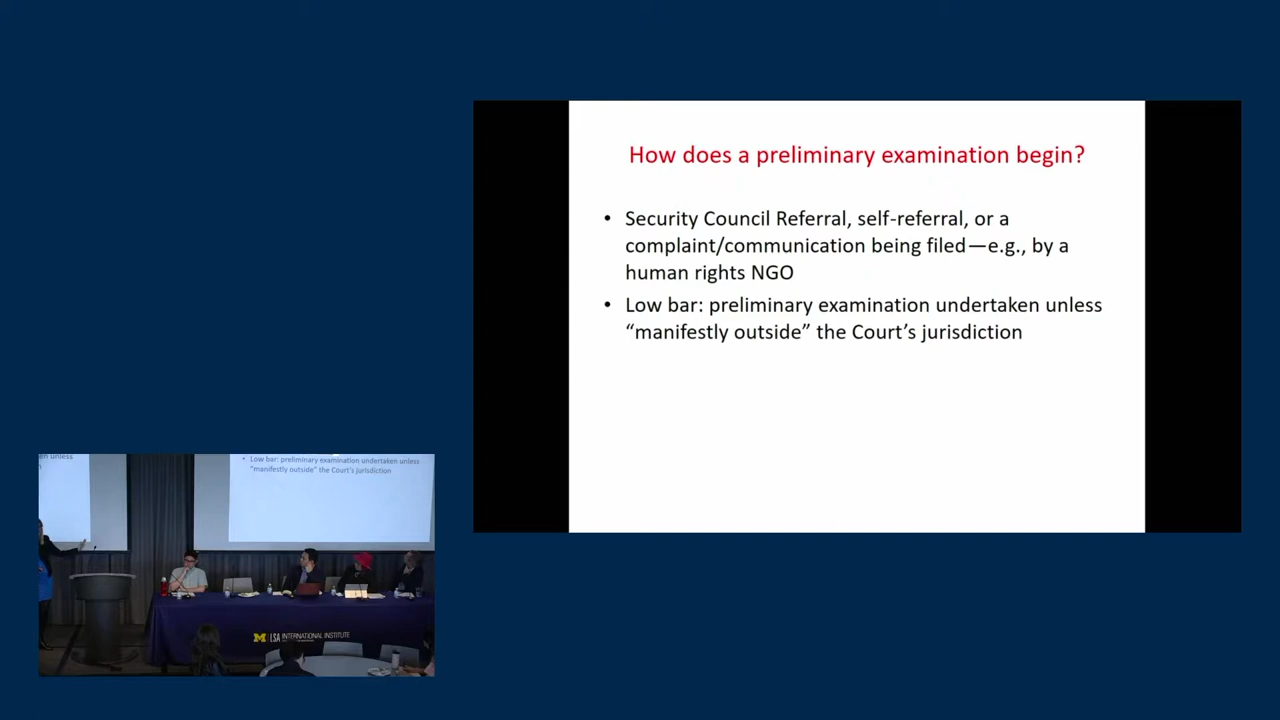 How does a preliminary examination begin?
• Security Council Referral, self-referral, or a
complaint/communication being filed—e.g., by a
human rights NGO
• Low bar: preliminary examination undertaken unless
“manifestly outside” the Court’s jurisdiction
en unless
• Low bar: preliminary examination undertaken unless
“manifestly outside” the Court’s jurisdiction
M LSA INTERNATIONAL INSTITUTE